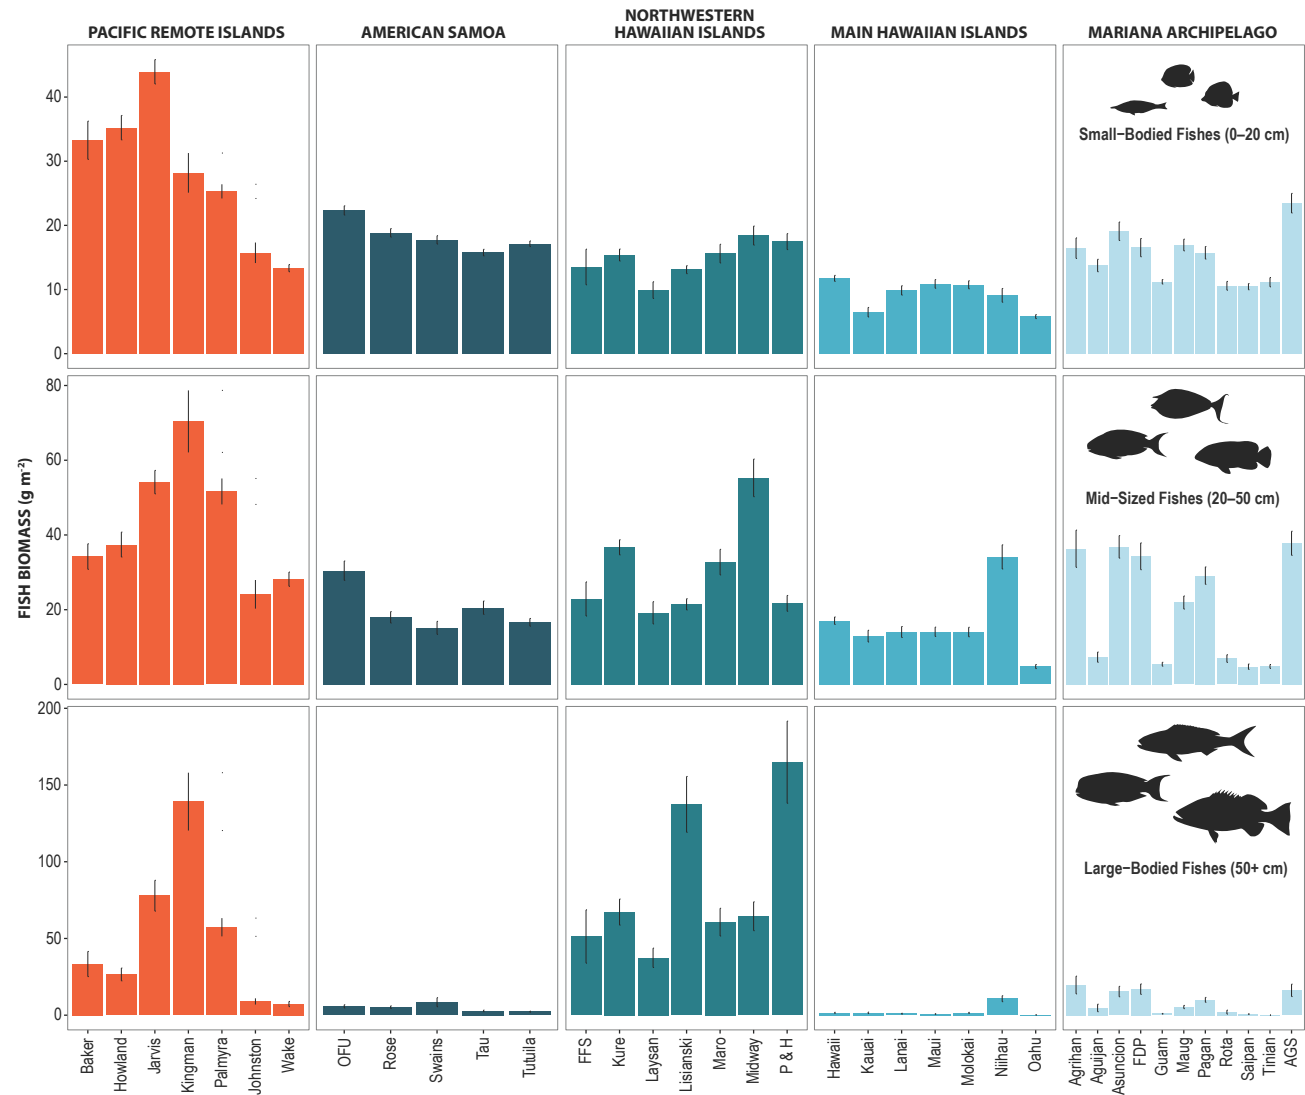 PACIFIC REMOTE ISLANDS
AMERICAN SAMOA
NORTHWESTERN
HAWAIIAN ISLANDS
MAIN HAWAIIAN ISLANDS
MARIANA ARCHIPELAGO
FISH BIOMASS (g m⁻²)
40
30
20
10
0
Small–Bodied Fishes (0–20 cm)
80
60
40
20
0
Mid–Sized Fishes (20–50 cm)
200
150
100
50
0
Large–Bodied Fishes (50+ cm)
Baker
Howland
Jarvis
Kingman
Palmyra
Johnston
Wake
OFU
Rose
Swains
Tau
Tutuila
FFS
Kure
Laysan
Lisianski
Maro
Midway
P & H
Hawaii
Kauai
Lanai
Maui
Molokai
Niihau
Oahu
Agrihan
Aguijan
Asuncion
FDP
Guam
Maug
Pagan
Rota
Saipan
Tinian
AGS